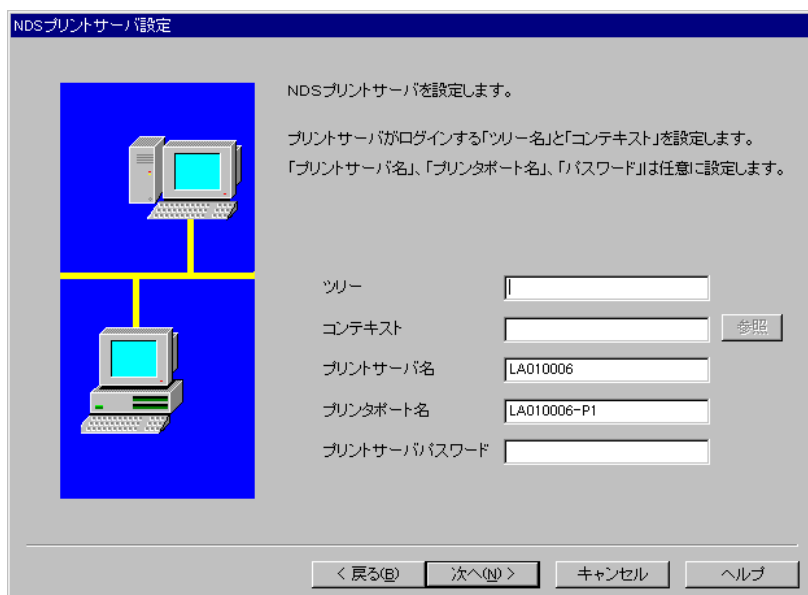 NDSプリントサーバ設定
NDSプリントサーバを設定します。
プリントサーバがログインする「ツリー名」と「コンテキスト」を設定します。
「プリントサーバ名」、「プリンタポート名」、「パスワード」は任意に設定します。
ツリー
コンテキスト 参照
プリントサーバ名 LA010006
プリンタポート名 LA010006-P1
プリントサーバパスワード
< 戻る(B) 次へ(N) > キャンセル ヘルプ